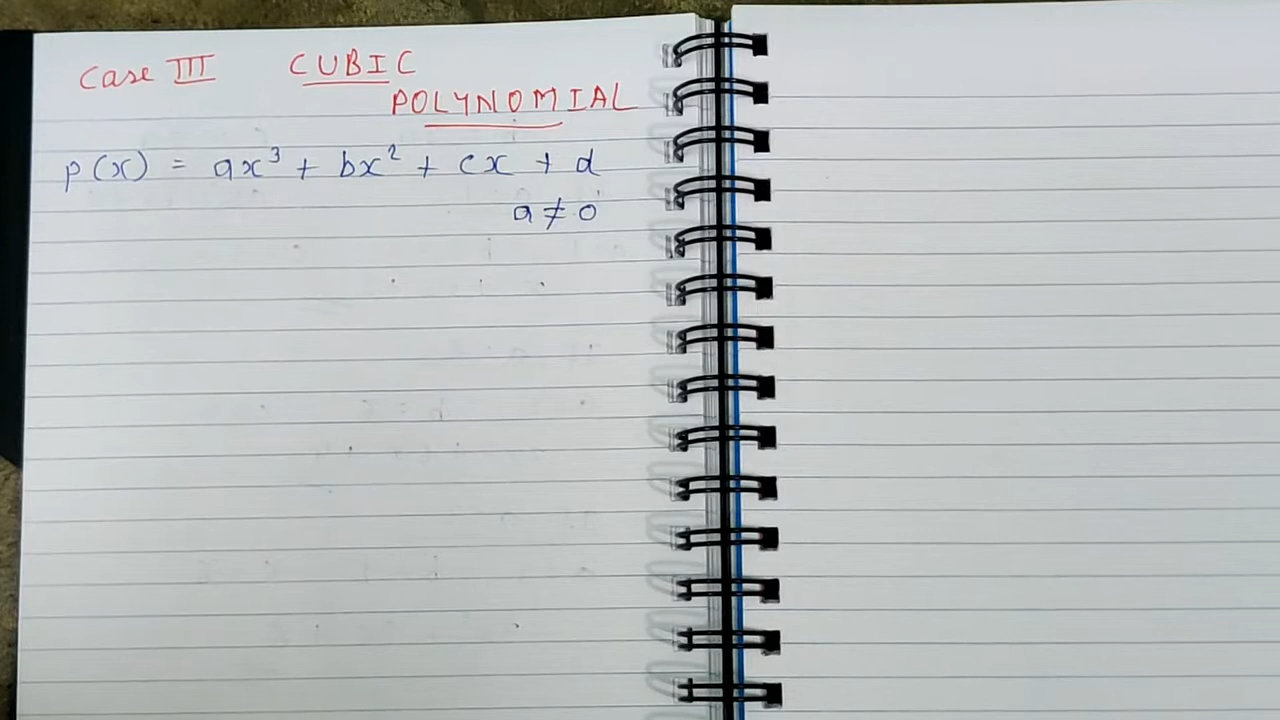 Case III CUBIC
POLYNOMIAL
p(x) = ax³ + bx² + cx + d
a ≠ 0